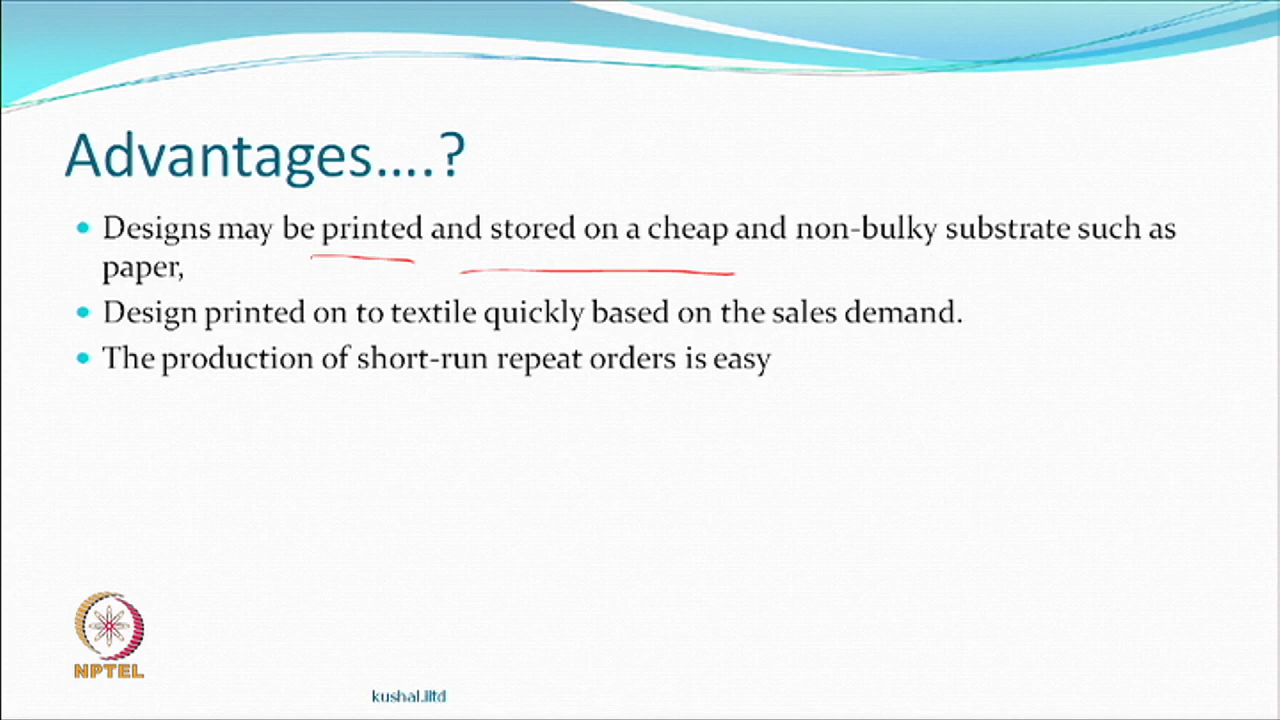 Advantages….?
Designs may be printed and stored on a cheap and non-bulky substrate such as
paper,
Design printed on to textile quickly based on the sales demand.
The production of short-run repeat orders is easy
NPTEL
kushal.iitd